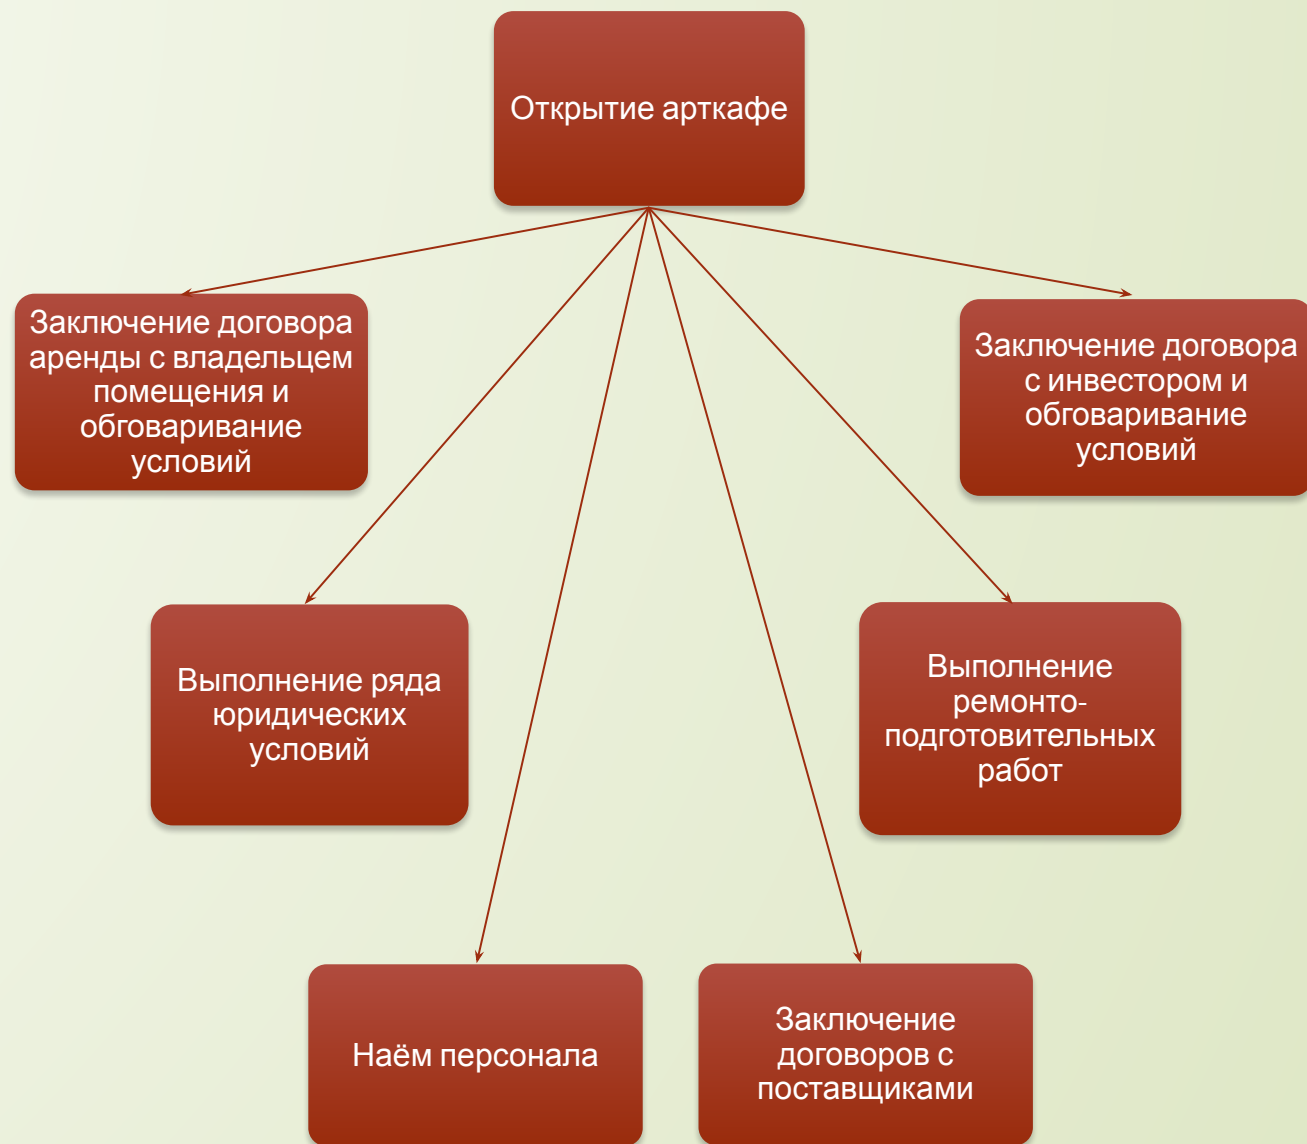 Открытие арткафе
Заключение договора
аренды с владельцем
помещения и
обговаривание
условий
Заключение договора
с инвестором и
обговаривание
условий
Выполнение ряда
юридических
условий
Выполнение
ремонто-
подготовительных
работ
Наём персонала
Заключение
договоров с
поставщиками